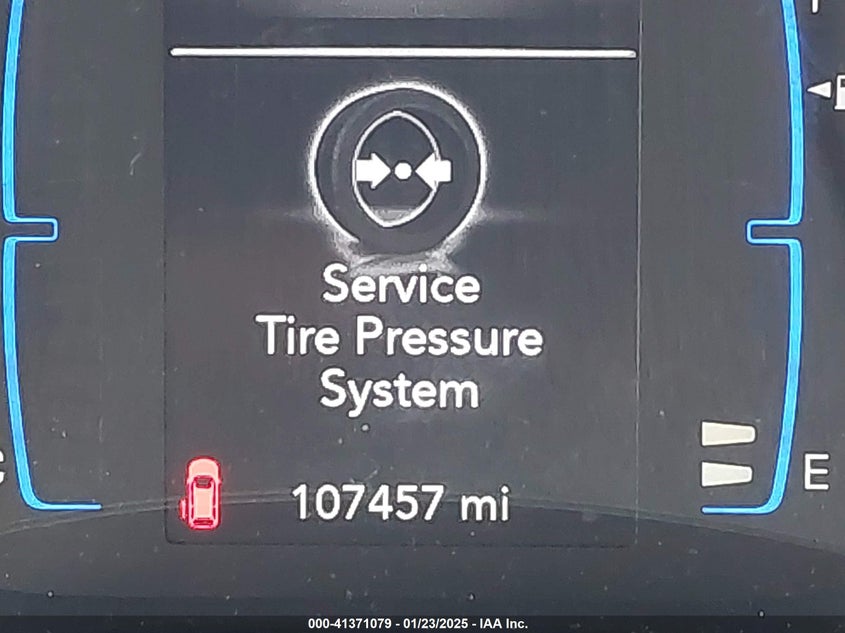 Service
Tire Pressure
System
107457 mi
E
000-41371079 - 01/23/2025 - IAA Inc.